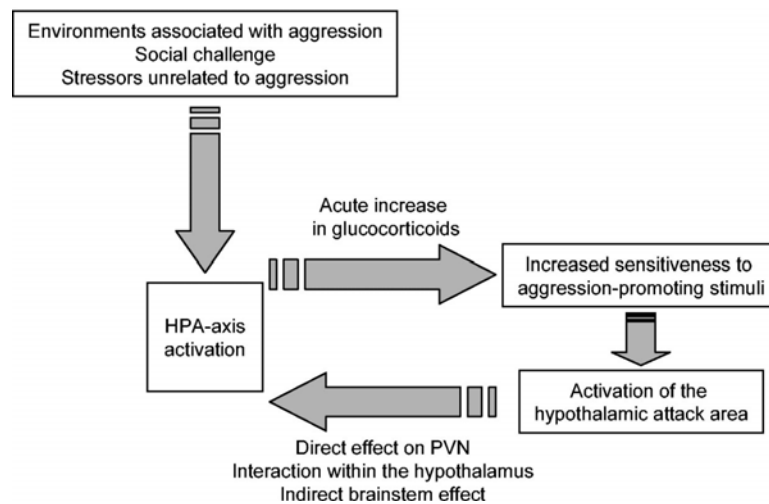 Environments associated with aggression
Social challenge
Stressors unrelated to aggression
Acute increase
in glucocorticoids
Increased sensitiveness to
aggression-promoting stimuli
HPA-axis
activation
Activation of the
hypothalamic attack area
Direct effect on PVN
Interaction within the hypothalamus
Indirect brainstem effect